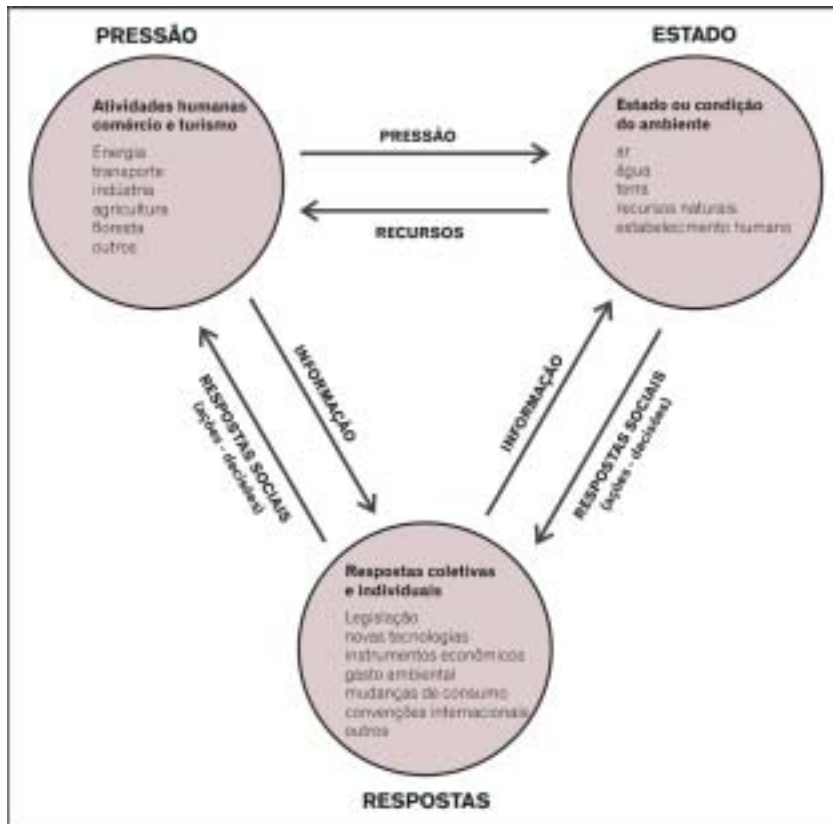 PRESSÃO
Atividades humanas
comércio e turismo
Energia
transporte
indústria
agricultura
floresta
outros
ESTADO
Estado ou condição
do ambiente
ar
água
terra
recursos naturais
estabelecimento humano
PRESSÃO
RECURSOS
INFORMAÇÃO
RESPOSTAS SOCIAIS
(ações - decisões)
INFORMAÇÃO
RESPOSTAS SOCIAIS
(ações - decisões)
Respostas coletivas
e individuais
Legislação
novas tecnologias
instrumentos econômicos
gasto ambiental
mudanças de consumo
convenções internacionais
outros
RESPOSTAS